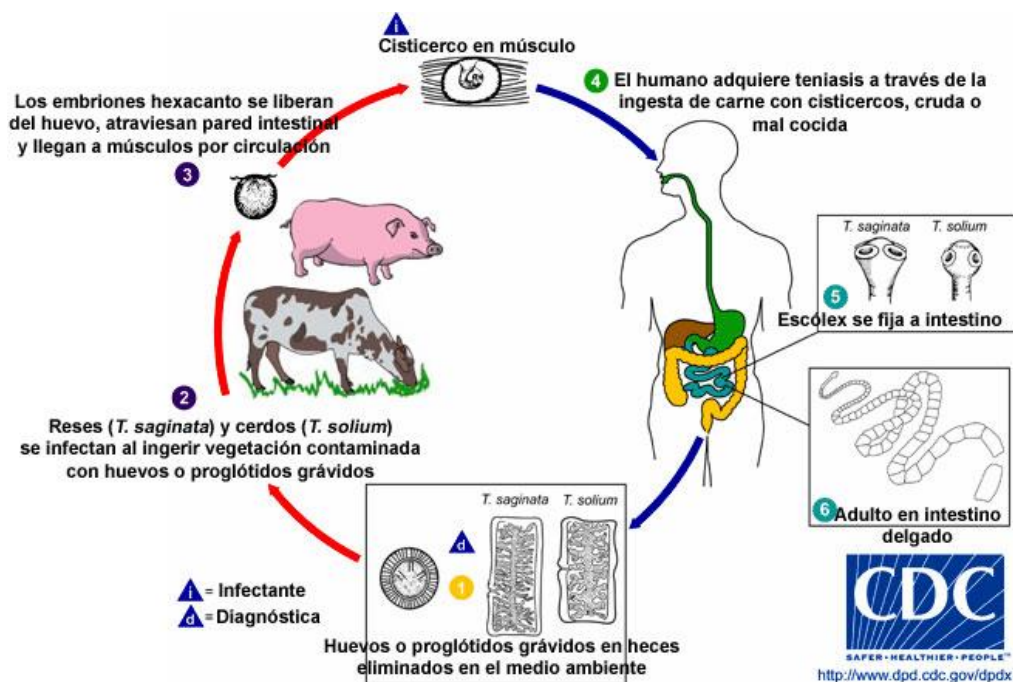 i
Cisticerco en músculo
4 El humano adquiere teniasis a través de la
ingesta de carne con cisticercos, cruda o
mal cocida
Los embriones hexacanto se liberan
del huevo, atraviesan pared intestinal
y llegan a músculos por circulación
3
T. saginata T. solium
5
Escólex se fija a intestino
2
Reses (T. saginata) y cerdos (T. solium)
se infectan al ingerir vegetación contaminada
con huevos o proglótidos grávidos
6 Adulto en intestino
delgado
T. saginata T. solium
d
1
i = Infectante
d = Diagnóstica
Huevos o proglótidos grávidos en heces
eliminados en el medio ambiente
CDC
SAFER • HEALTHIER • PEOPLE™
http://www.dpd.cdc.gov/dpdx